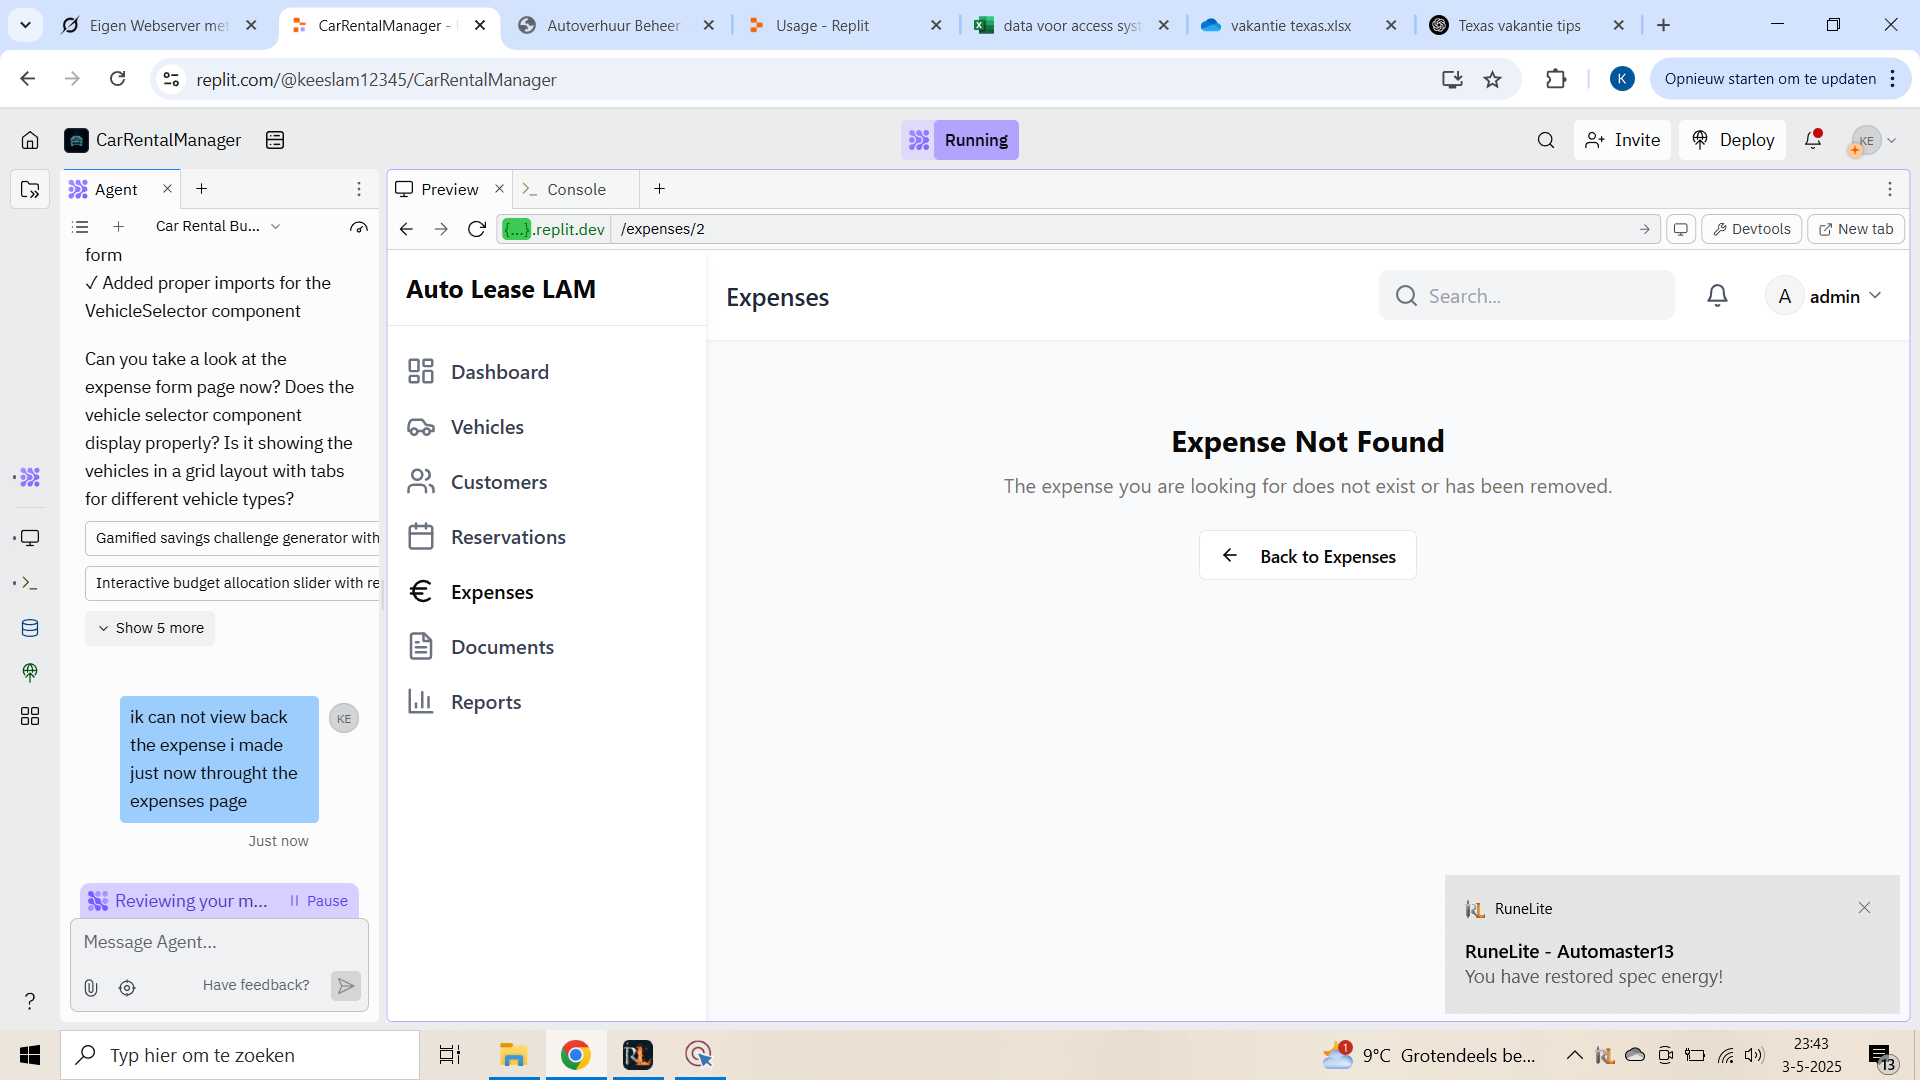 Eigen Webserver met
CarRentalManager -
Autoverhuur Beheer
Usage - Replit
data voor access syst
vakantie texas.xlsx
Texas vakantie tips
replit.com/@keeslam12345/CarRentalManager
K
Opnieuw starten om te updaten
CarRentalManager
Running
Invite
Deploy
KE
Agent
Preview
Console
Car Rental Bu...
{...}.replit.dev
/expenses/2
Devtools
New tab
form
✓ Added proper imports for the
VehicleSelector component
Can you take a look at the
expense form page now? Does the
vehicle selector component
display properly? Is it showing the
vehicles in a grid layout with tabs
for different vehicle types?
Gamified savings challenge generator with
Interactive budget allocation slider with re
Show 5 more
ik can not view back
the expense i made
just now throught the
expenses page
KE
Just now
Reviewing your m...
Pause
Message Agent...
Have feedback?
Auto Lease LAM
Dashboard
Vehicles
Customers
Reservations
Expenses
Documents
Reports
Expenses
Search...
A
admin
Expense Not Found
The expense you are looking for does not exist or has been removed.
Back to Expenses
RuneLite
RuneLite - Automaster13
You have restored spec energy!
Typ hier om te zoeken
1
9°C Grotendeels be...
23:43
3-5-2025
13